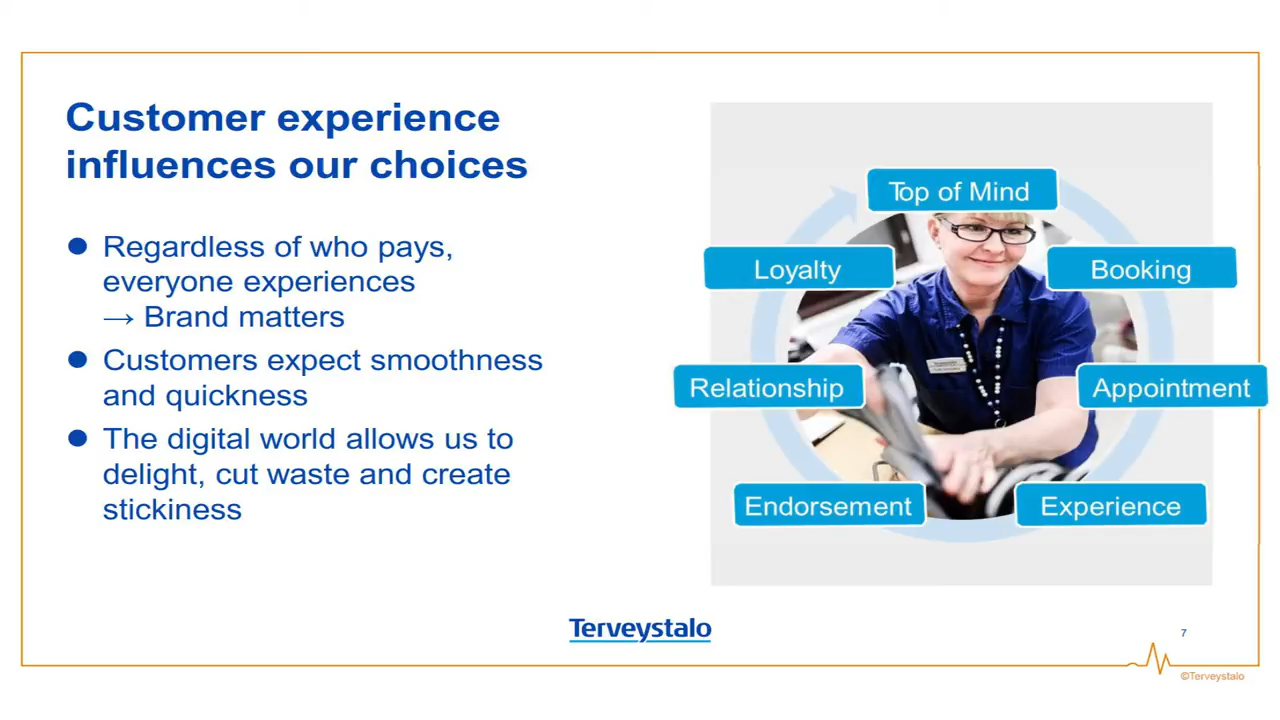 Customer experience
influences our choices
● Regardless of who pays,
everyone experiences
→ Brand matters
● Customers expect smoothness
and quickness
● The digital world allows us to
delight, cut waste and create
stickiness
Top of Mind
Loyalty
Booking
Relationship
Appointment
Endorsement
Experience
Terveystalo
7
©Terveystalo